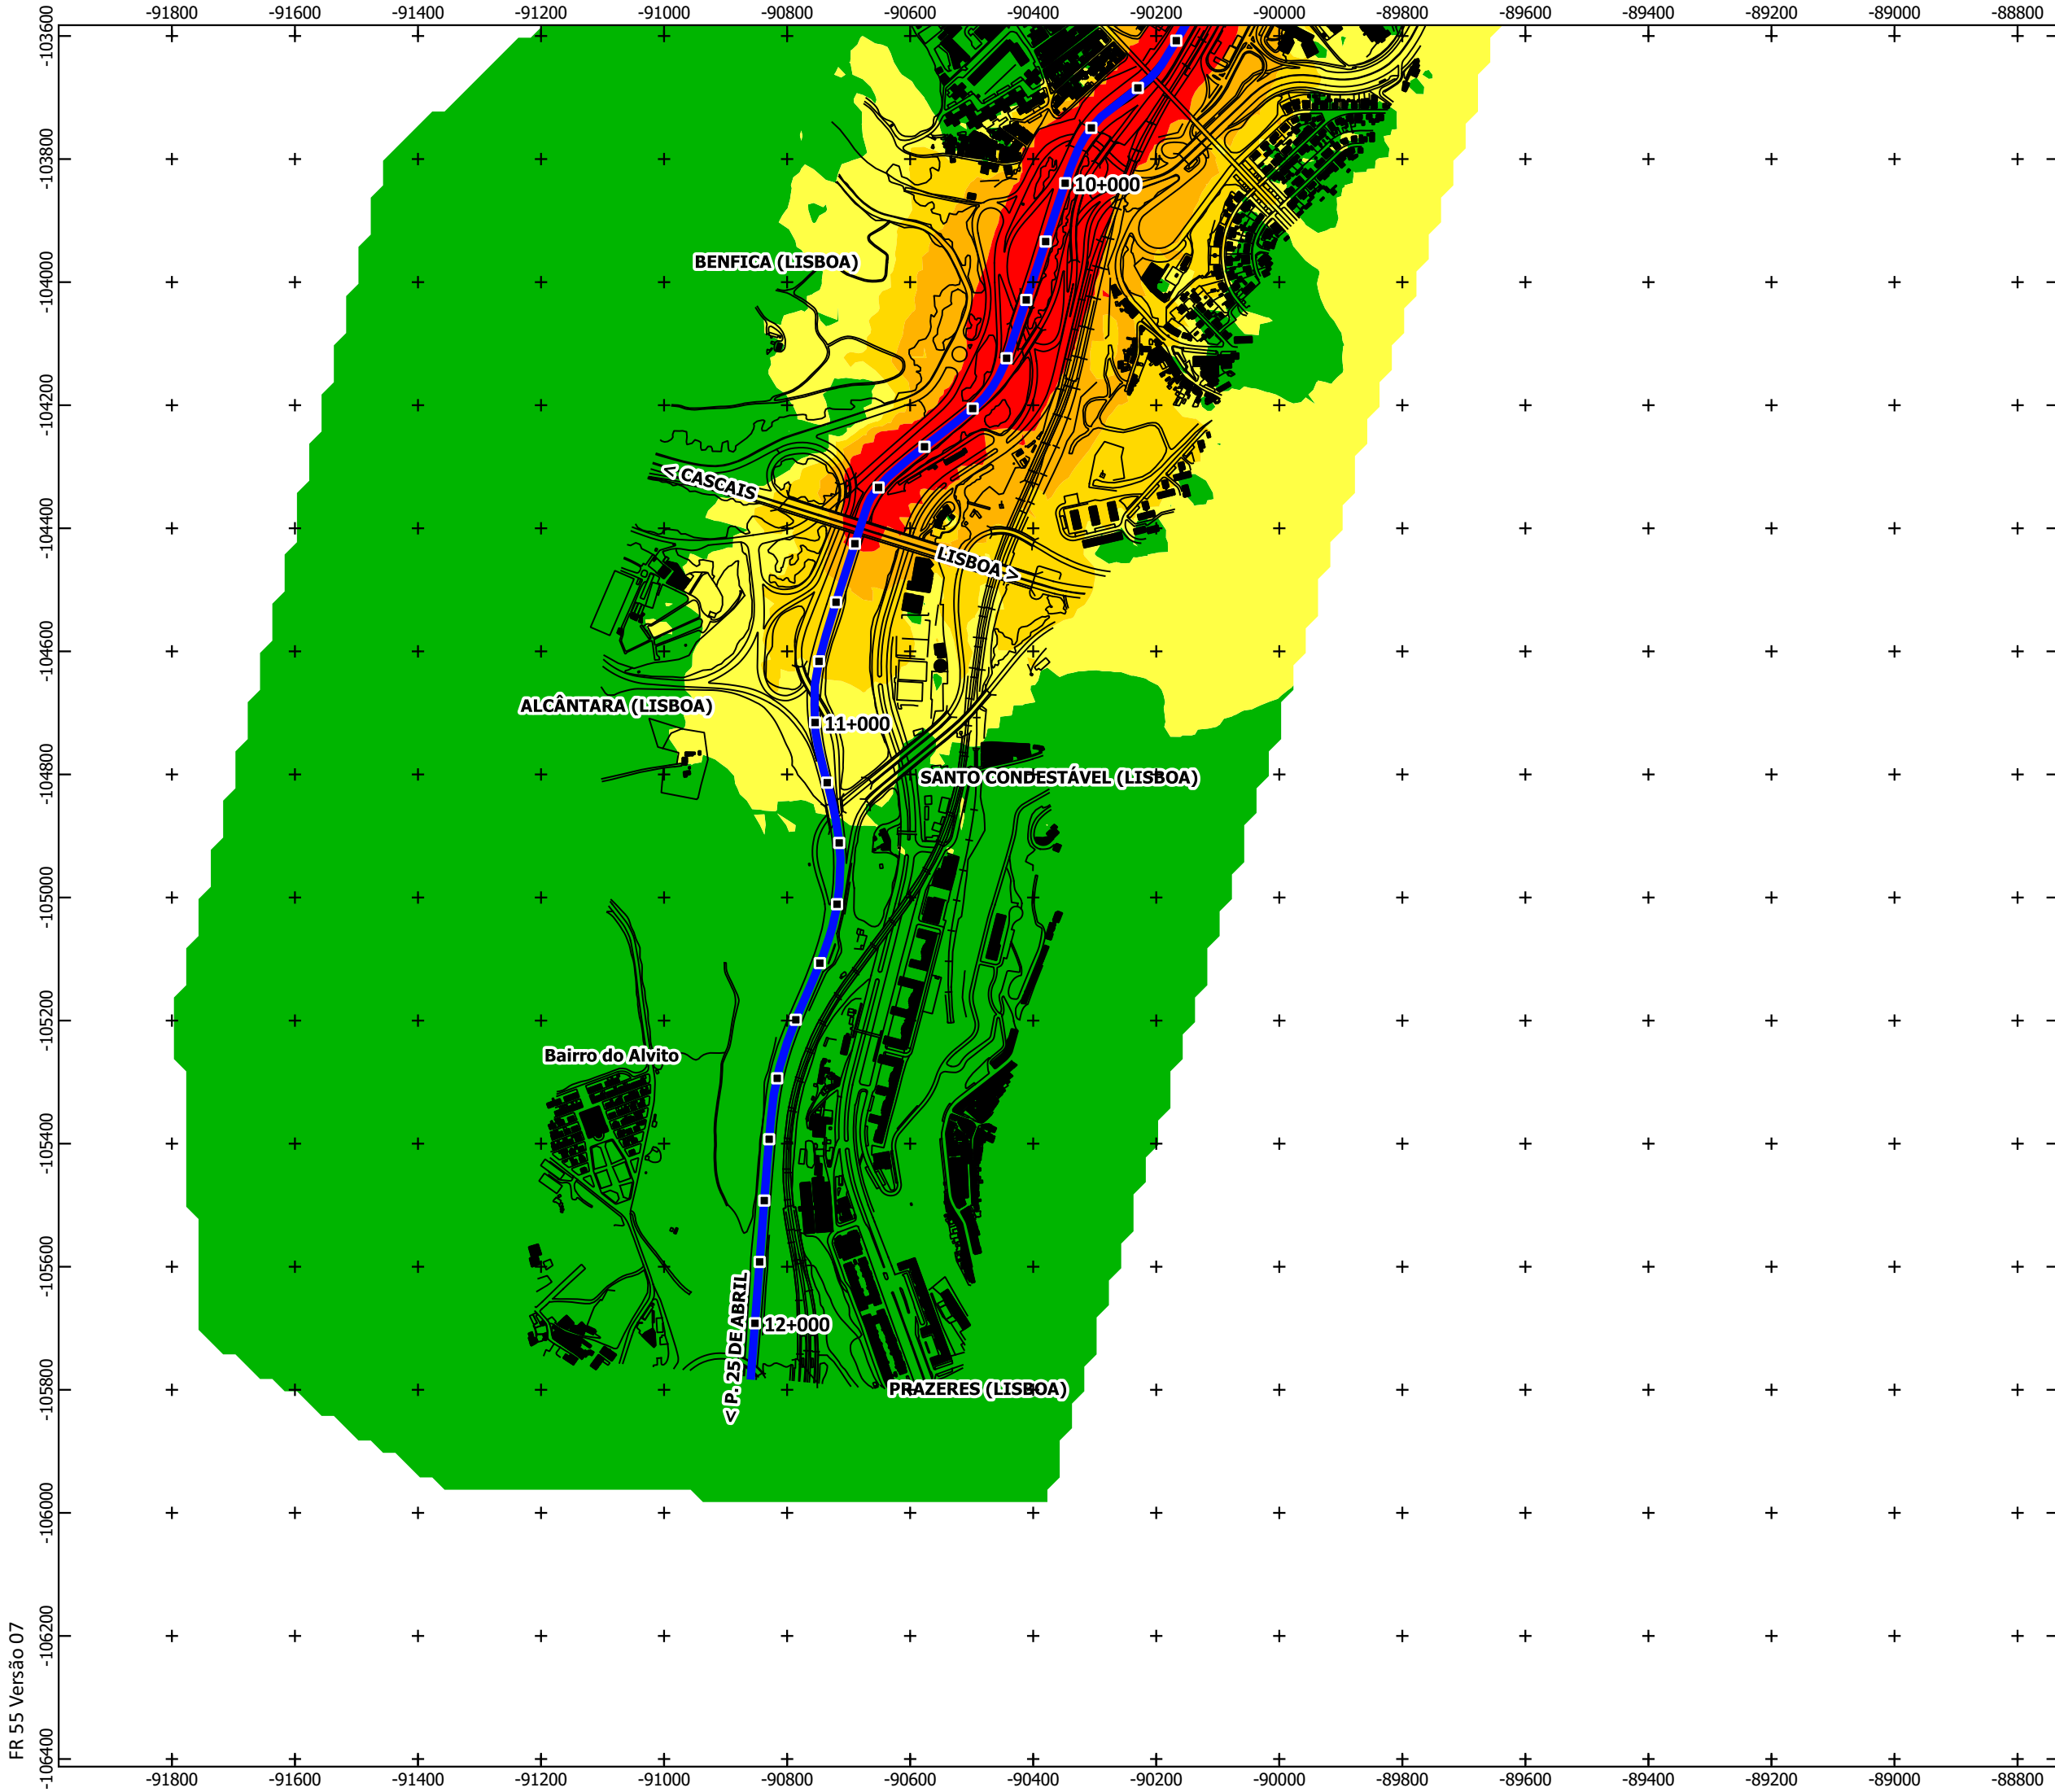 -91800 -91600 -91400 -91200 -91000 -90800 -90600 -90400 -90200 -90000 -89800 -89600 -89400 -89200 -89000 -88800
-103600
-103800
10+000
BENFICA (LISBOA)
-104000
-104200
< CASCAIS
-104400
LISBOA >
-104600
ALCÂNTARA (LISBOA)
11+000
-104800
SANTO CONDESTÁVEL (LISBOA)
-105000
-105200
Bairro do Alvito
-105400
-105600
< P. 25 DE ABRIL
12+000
-105800
PRAZERES (LISBOA)
-106000
-106200
-106400
FR 55 Versão 07
-91800 -91600 -91400 -91200 -91000 -90800 -90600 -90400 -90200 -90000 -89800 -89600 -89400 -89200 -89000 -88800